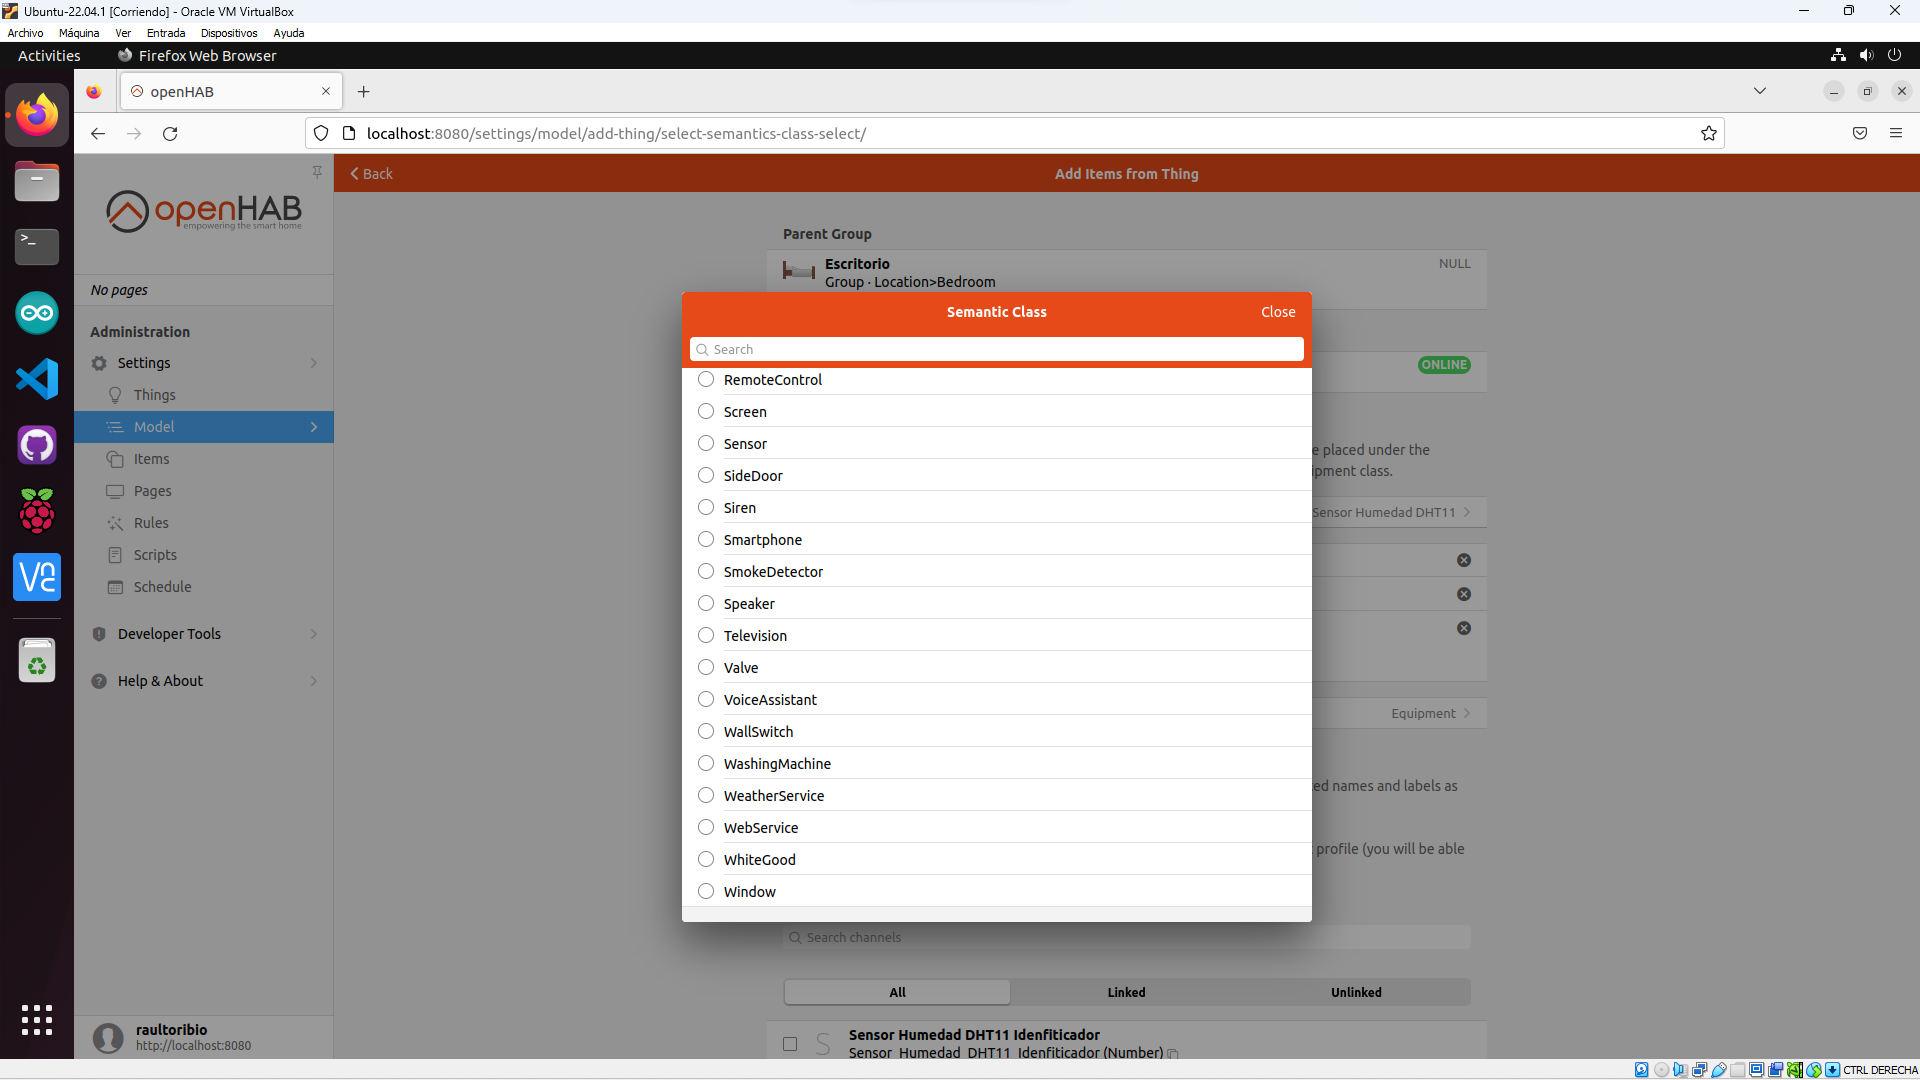 Ubuntu-22.04.1 [Corriendo] - Oracle VM VirtualBox
Archivo Máquina Ver Entrada Dispositivos Ayuda
Activities Firefox Web Browser
openHAB
localhost:8080/settings/model/add-thing/select-semantics-class-select/
openHAB
empowering the smart home
No pages
Administration
Settings
Things
Model
Items
Pages
Rules
Scripts
Schedule
Developer Tools
Help & About
raultoribio
http://localhost:8080
Back
Add Items from Thing
Parent Group
Escritorio
NULL
Group · Location>Bedroom
ONLINE
e placed under the
ipment class.
Sensor Humedad DHT11
Equipment
ed names and labels as
profile (you will be able
Semantic Class
Close
Search
RemoteControl
Screen
Sensor
SideDoor
Siren
Smartphone
SmokeDetector
Speaker
Television
Valve
VoiceAssistant
WallSwitch
WashingMachine
WeatherService
WebService
WhiteGood
Window
Search channels
All
Linked
Unlinked
S
Sensor Humedad DHT11 Idenfiticador
Sensor_Humedad_DHT11_Idenfiticador (Number)
CTRL DERECHA